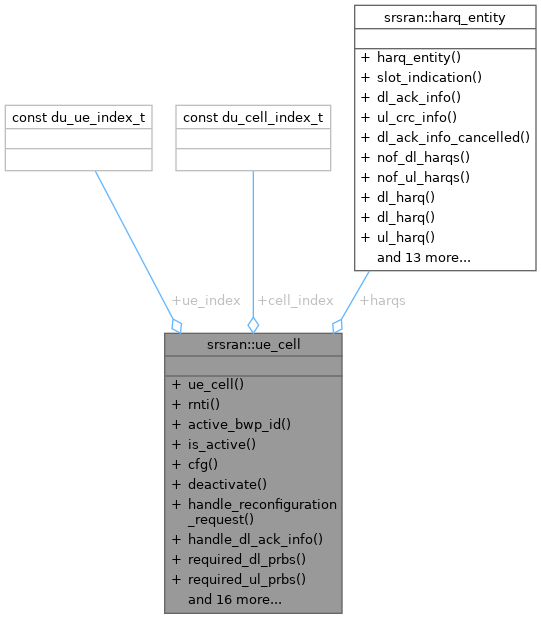 srsran::harq_entity
+ harq_entity()
+ slot_indication()
+ dl_ack_info()
+ ul_crc_info()
+ dl_ack_info_cancelled()
+ nof_dl_harqs()
+ nof_ul_harqs()
+ dl_harq()
+ dl_harq()
+ ul_harq()
and 13 more...
const du_ue_index_t
const du_cell_index_t
+ue_index
+cell_index
+harqs
srsran::ue_cell
+ ue_cell()
+ rnti()
+ active_bwp_id()
+ is_active()
+ cfg()
+ deactivate()
+ handle_reconfiguration
_request()
+ handle_dl_ack_info()
+ required_dl_prbs()
+ required_ul_prbs()
and 16 more...